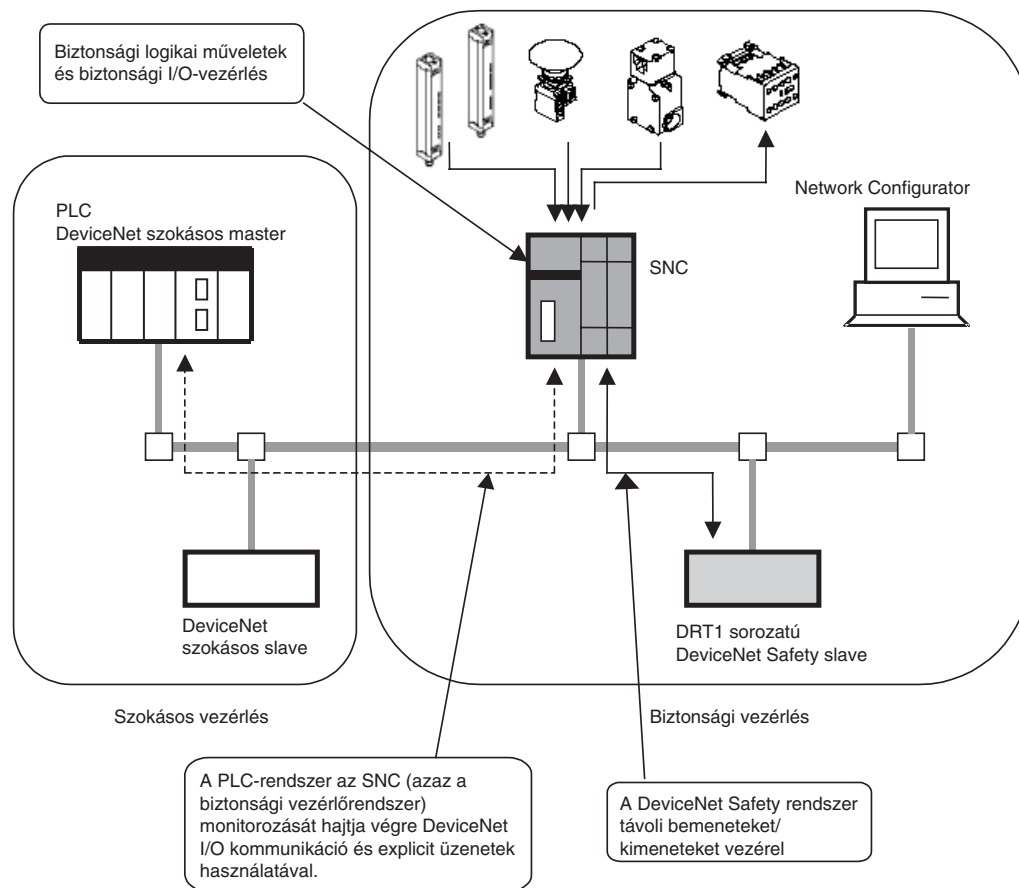 Biztonsági logikai műveletek
és biztonsági I/O-vezérlés
Network Configurator
PLC
DeviceNet szokásos master
SNC
DeviceNet
szokásos slave
DRT1 sorozatú
DeviceNet Safety slave
Szokásos vezérlés
Biztonsági vezérlés
A PLC-rendszer az SNC (azaz a
biztonsági vezérlőrendszer)
monitorozását hajtja végre DeviceNet
I/O kommunikáció és explicit üzenetek
használatával.
A DeviceNet Safety rendszer
távoli bemeneteket/
kimeneteket vezérel